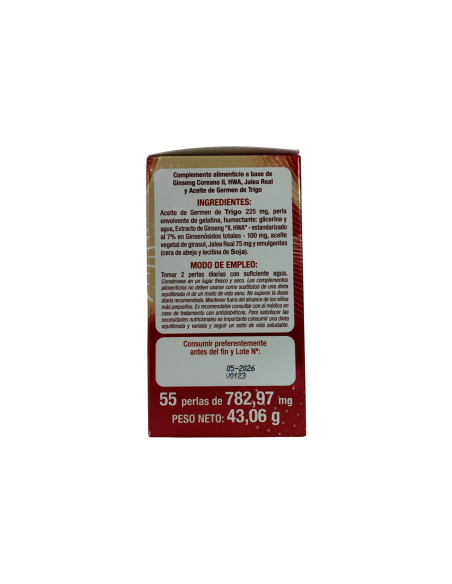 Complemento alimenticio a base de
Ginseng Coreane IL HWA, Jalea Real
y Aceite de Germen de Trigo
INGREDIENTES:
Aceite de Germen de Trigo 225 mg, perla
envolvente de gelatina, humectante: glicerina y
agua, Extracto de Ginseng "IL HWA"- estandarizado
al 7% en Ginsenósidos totales - 100 mg, aceite
vegetal de girasol, Jalea Real 75 mg y emulgentes
(cera de abeja y lecitina de Soja).
MODO DE EMPLEO:
Tomar 2 perlas diarias con suficiente agua.
Consérvese en un lugar fresco y seco. Los complementos
alimenticios no deben usarse como sustitutos de una dieta
equilibrada ni de un modo de vida sano. No superar la dosis
diaria recomendada. Mantener fuera del alcance de los niños
más pequeños. Es recomendable consultar con el médico en
caso de tratamiento con antidiabéticos. Para satisfacer las
necesidades nutricionales es importante consumir una dieta
equilibrada y variada y seguir un estilo de vida saludable.
Consumir preferentemente
antes del fin y Lote Nº:
05-2026
V0123
55 perlas de 782,97 mg
PESO NETO: 43,06 g